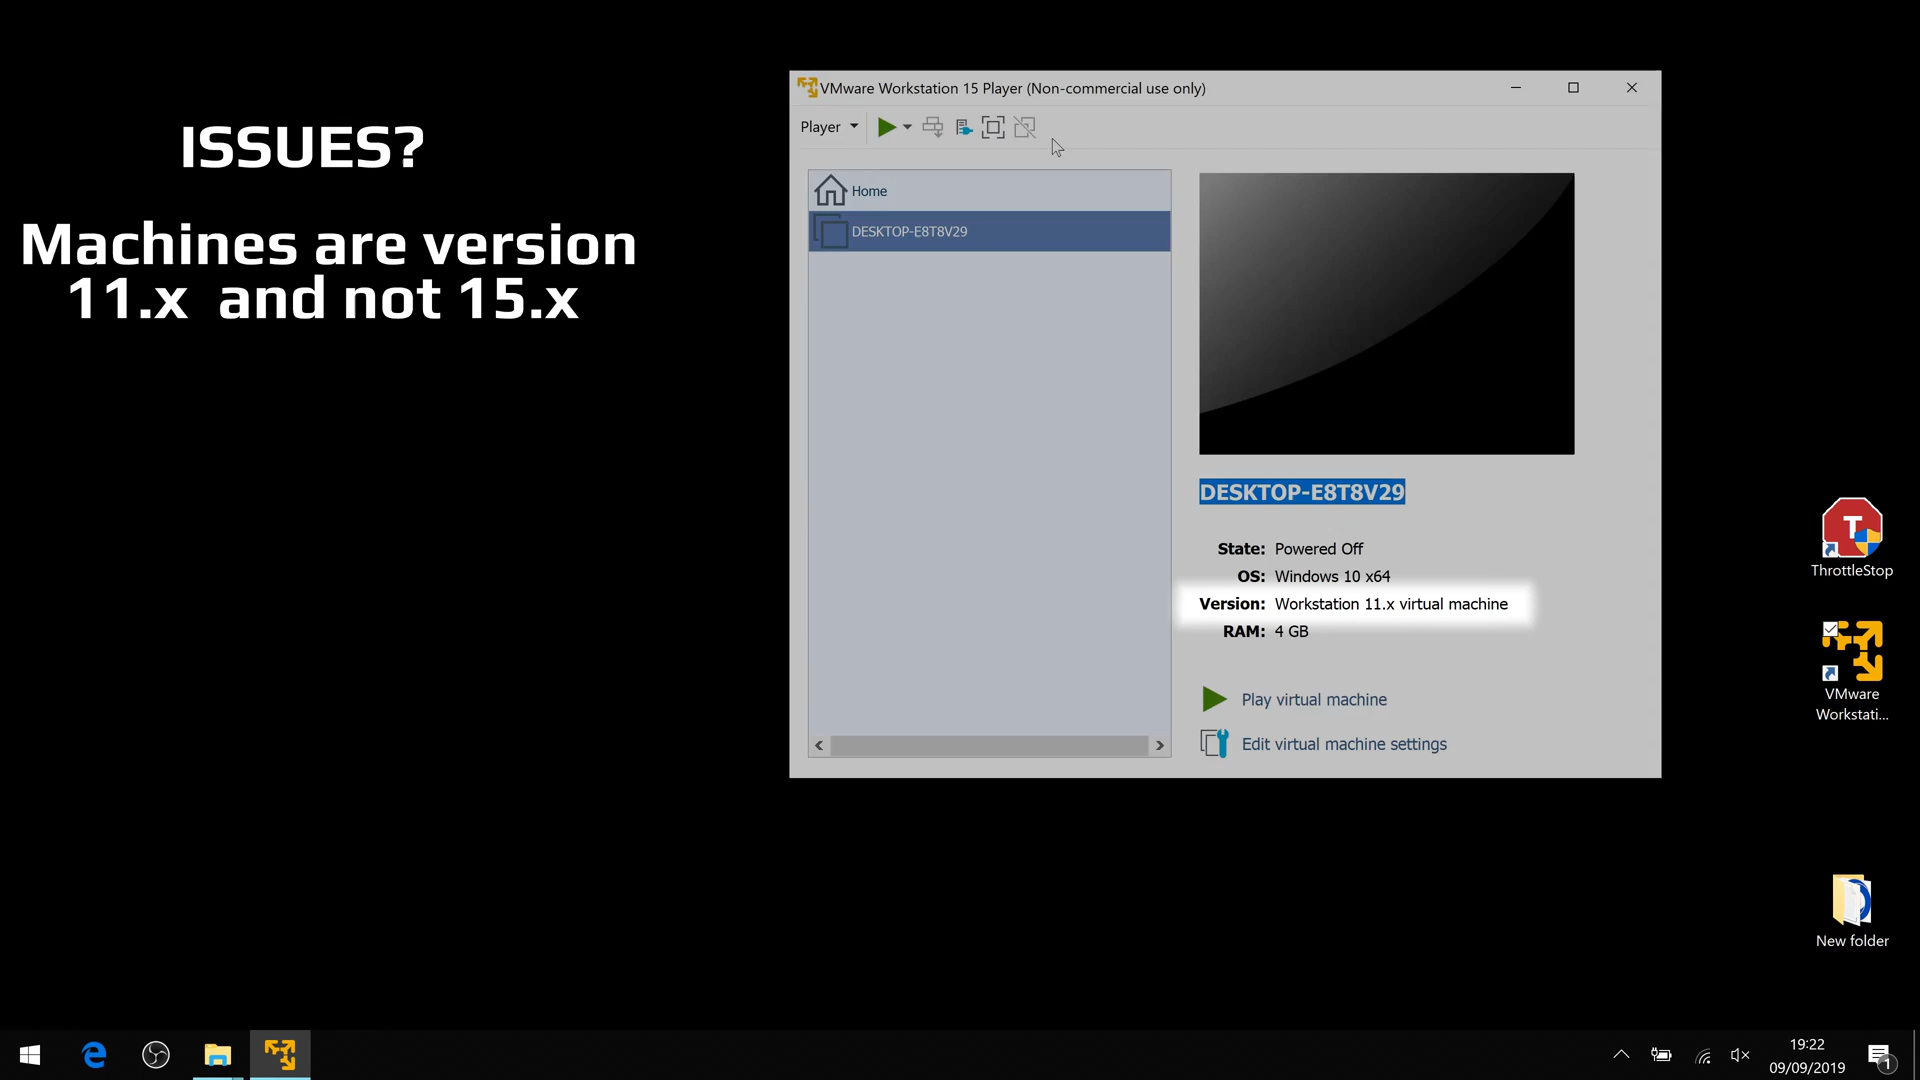 ISSUES?
Machines are version
11.x and not 15.x
VMware Workstation 15 Player (Non-commercial use only)
Player
Home
DESKTOP-E8T8V29
DESKTOP-E8T8V29
State: Powered Off
OS: Windows 10 x64
Version: Workstation 11.x virtual machine
RAM: 4 GB
Play virtual machine
Edit virtual machine settings
T
ThrottleStop
VMware
Workstati...
New folder
19:22
09/09/2019
1